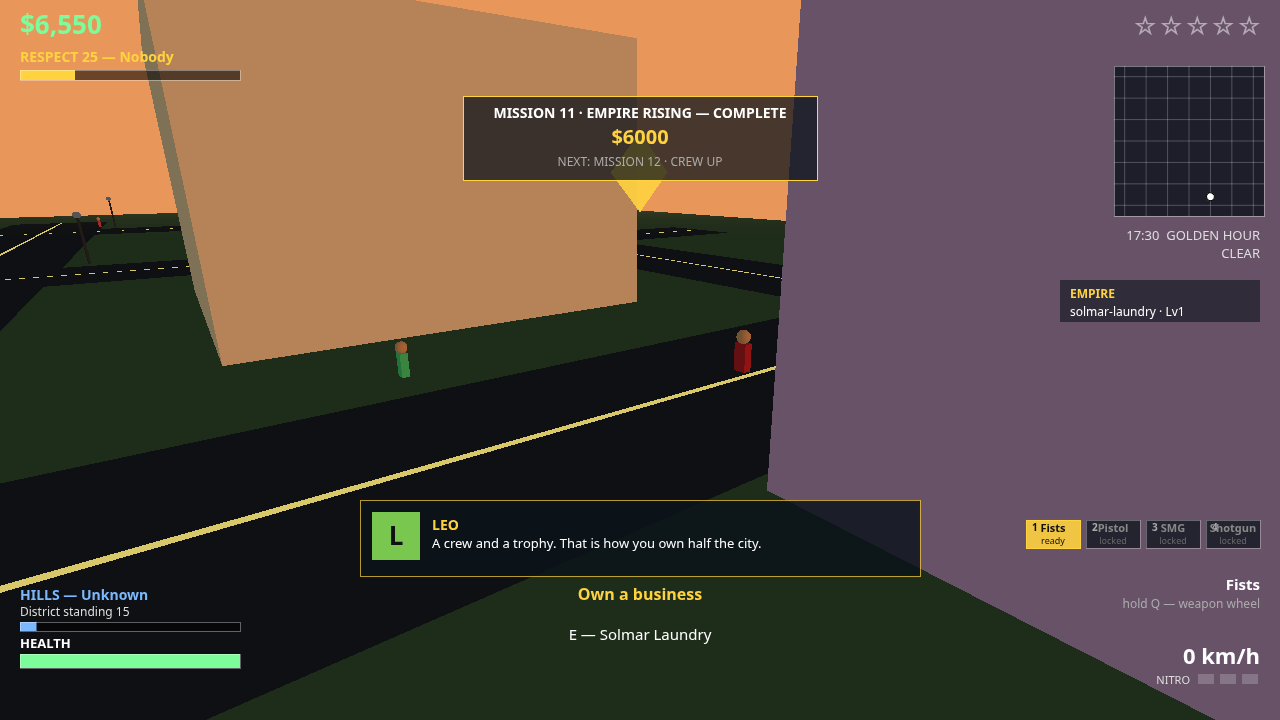 $6,550
RESPECT 25 — Nobody
MISSION 11 · EMPIRE RISING — COMPLETE
$6000
NEXT: MISSION 12 · CREW UP
☆☆☆☆☆
17:30 GOLDEN HOUR
CLEAR
EMPIRE
solmar-laundry · Lv1
1 Fists
ready
2 Pistol
locked
3 SMG
locked
4 Shotgun
locked
L
LEO
A crew and a trophy. That is how you own half the city.
Own a business
E — Solmar Laundry
HILLS — Unknown
District standing 15
HEALTH
Fists
hold Q — weapon wheel
0 km/h
NITRO